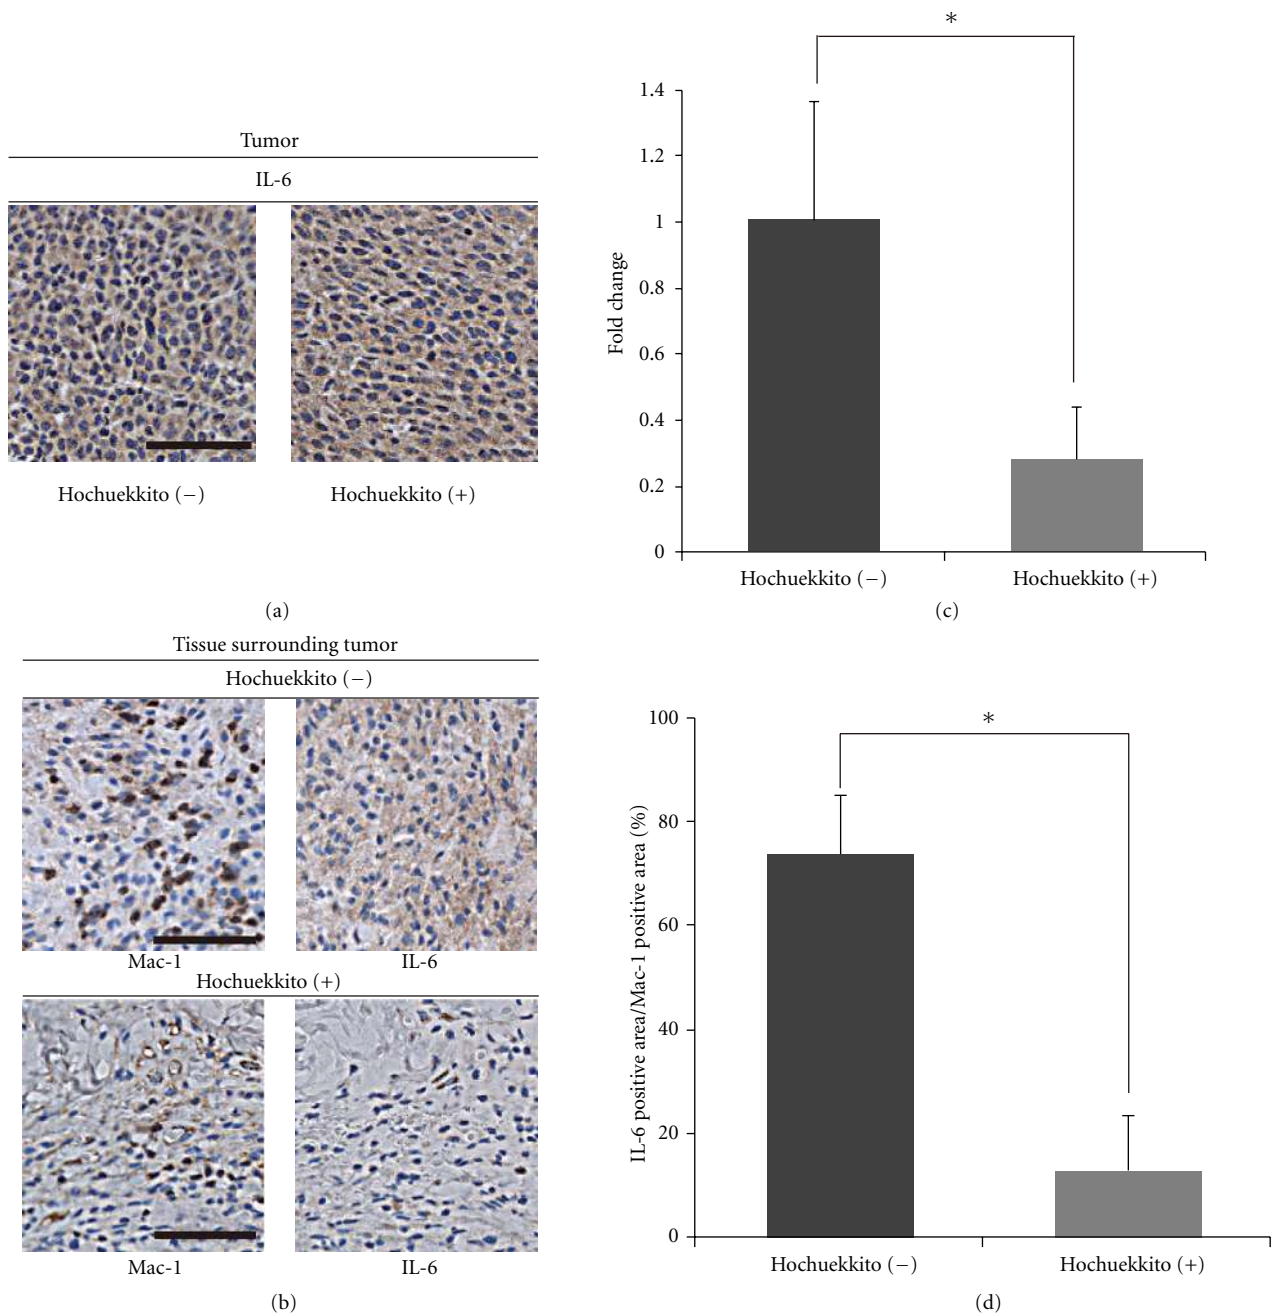 Tumor
IL-6
Hochuekkito (−)
Hochuekkito (+)
(a)
Tissue surrounding tumor
Hochuekkito (−)
Mac-1
IL-6
Hochuekkito (+)
Mac-1
IL-6
(b)
*
1.4
1.2
1
0.8
0.6
0.4
0.2
0
Fold change
Hochuekkito (−)
Hochuekkito (+)
(c)
*
100
80
60
40
20
0
IL-6 positive area/Mac-1 positive area (%)
Hochuekkito (−)
Hochuekkito (+)
(d)